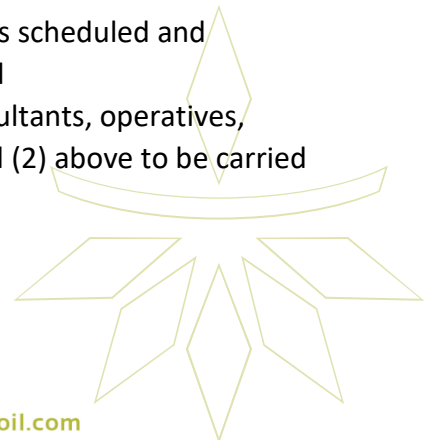 s scheduled and
ultants, operatives,
(2) above to be carried
oil.com